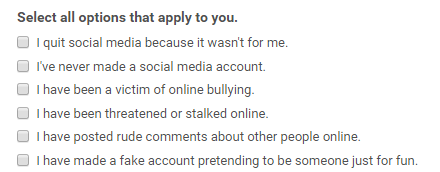 Select all options that apply to you.
I quit social media because it wasn't for me.
I've never made a social media account.
I have been a victim of online bullying.
I have been threatened or stalked online.
I have posted rude comments about other people online.
I have made a fake account pretending to be someone just for fun.